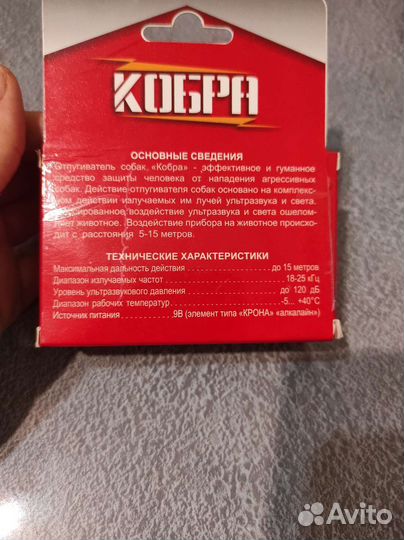 КОБРА
ОСНОВНЫЕ СВЕДЕНИЯ
Отпугиватель собак «Кобра» - эффективное и гуманное
средство защиты человека от нападения агрессивных
собак. Действие отпугивателя собак основано на комплекс-
ном действии излучаемых им лучей ультразвука и света.
воздействие ультразвука и света ошелом-
ляет животное. Воздействие прибора на животное происхо-
дит с расстояния 5-15 метров.
ТЕХНИЧЕСКИЕ ХАРАКТЕРИСТИКИ
Максимальная дальность действия до 15 метров
Диапазон излучаемых частот 18-25 кГц
Уровень ультразвукового давления до 120 дБ
Диапазон рабочих температур -5... +40°C
Источник питания 9В (элемент типа «КРОНА» «алкалайн»)
Avito